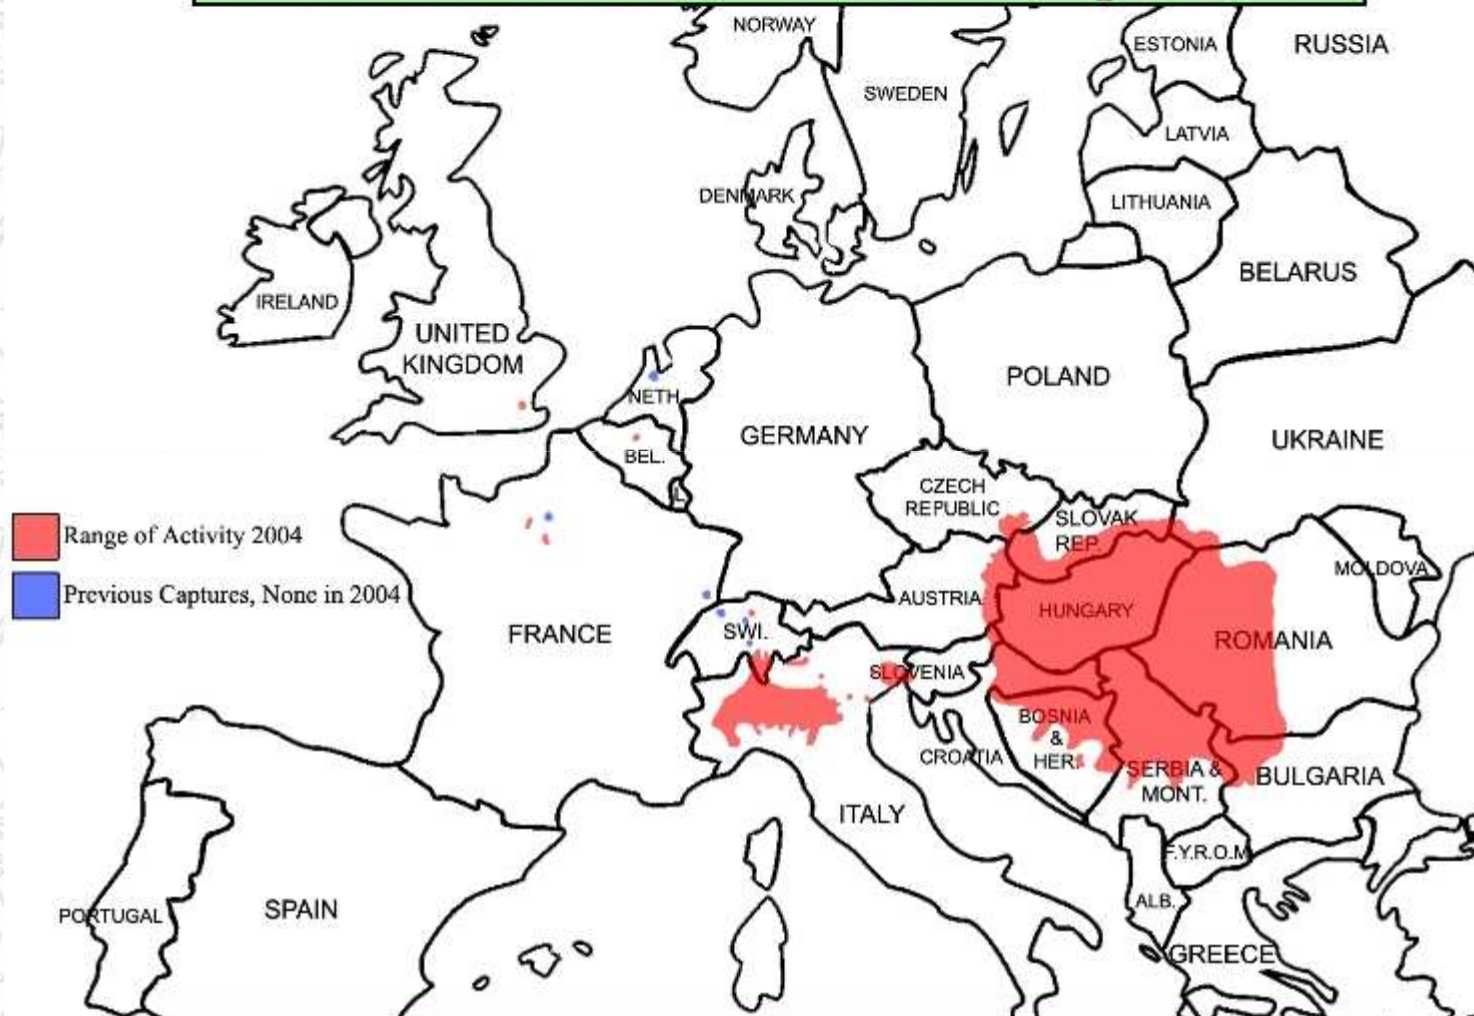 NORWAY
ESTONIA
RUSSIA
SWEDEN
LATVIA
DENMARK
LITHUANIA
BELARUS
IRELAND
UNITED
KINGDOM
POLAND
NETH.
GERMANY
UKRAINE
BEL.
L.
CZECH
REPUBLIC
SLOVAK
REP.
Range of Activity 2004
MOLDOVA
Previous Captures, None in 2004
AUSTRIA
HUNGARY
FRANCE
SWI.
ROMANIA
SLOVENIA
BOSNIA
&
HER.
CROATIA
SERBIA &
MONT.
BULGARIA
ITALY
F.Y.R.O.M
ALB.
PORTUGAL
SPAIN
GREECE